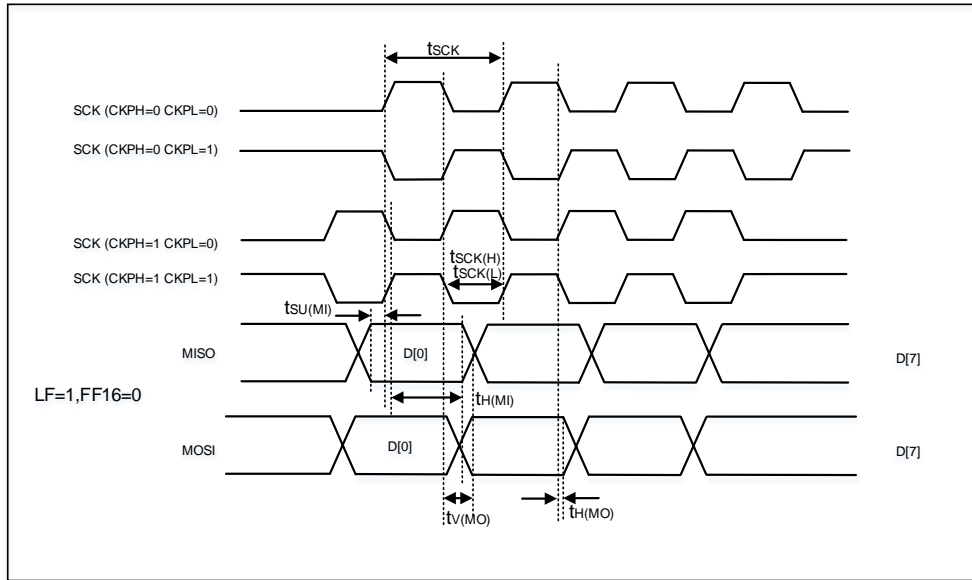 tSCK
SCK (CKPH=0 CKPL=0)
SCK (CKPH=0 CKPL=1)
SCK (CKPH=1 CKPL=0)
tSCK(H)
SCK (CKPH=1 CKPL=1)
tSCK(L)
tSU(MI)
MISO
D[0]
D[7]
LF=1,FF16=0
tH(MI)
MOSI
D[0]
D[7]
tV(MO)
tH(MO)